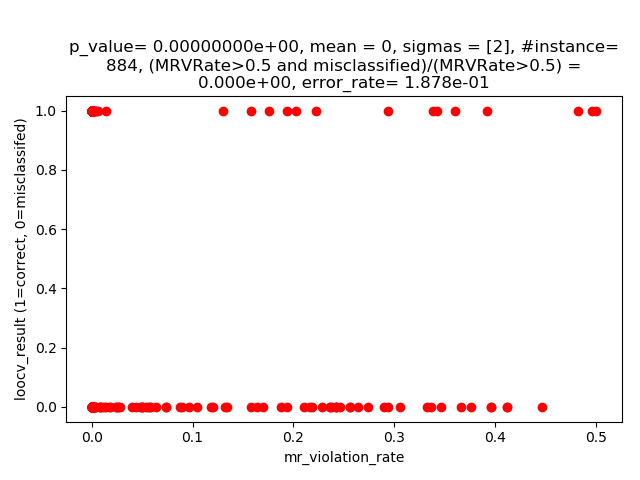 p_value= 0.00000000e+00, mean = 0, sigmas = [2], #instance=
884, (MRVRate>0.5 and misclassified)/(MRVRate>0.5) =
0.000e+00, error_rate= 1.878e-01
1.0
0.8
0.6
0.4
0.2
0.0
loocv_result (1=correct, 0=misclassifed)
0.0 0.1 0.2 0.3 0.4 0.5
mr_violation_rate